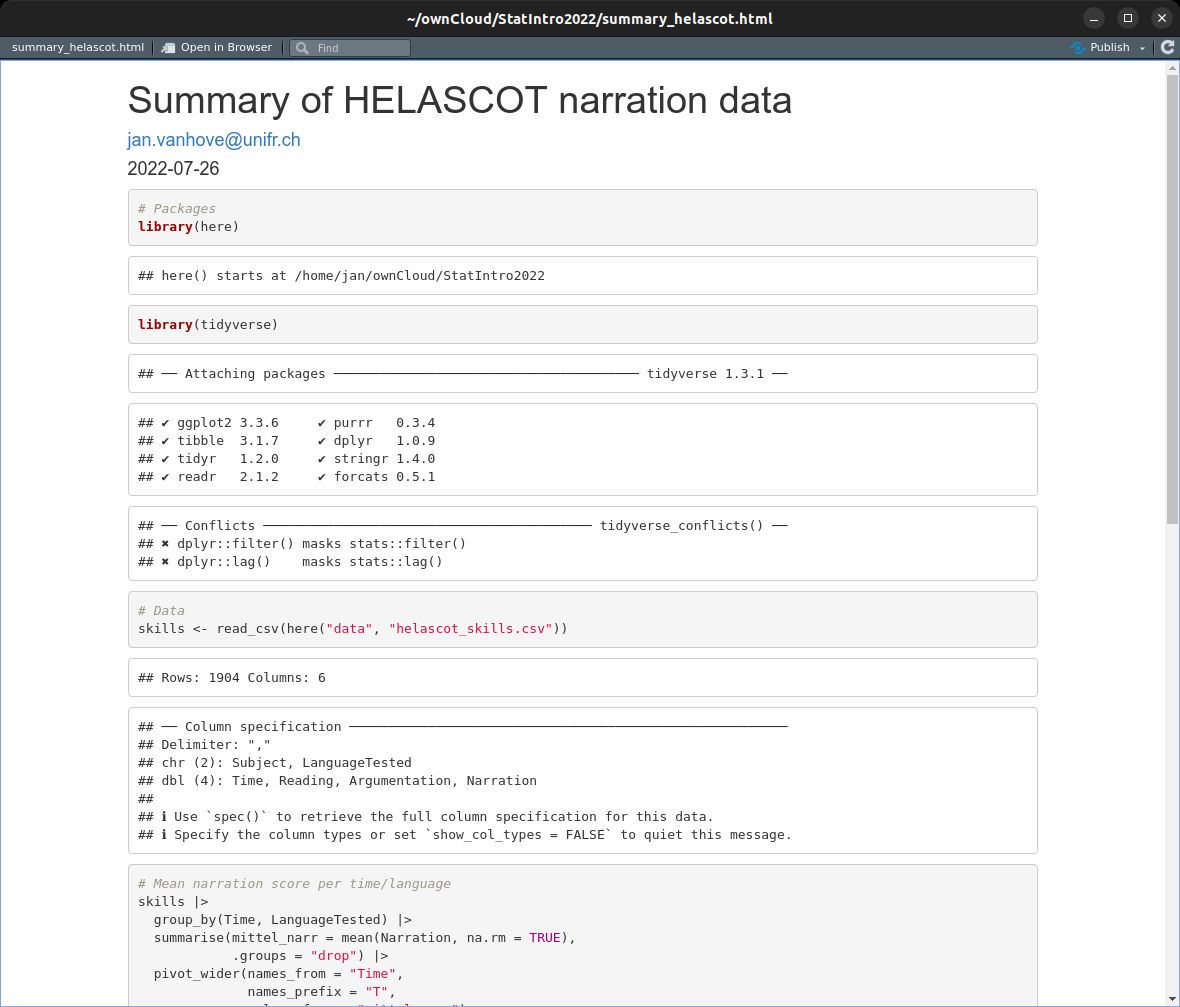 ~/ownCloud/StatIntro2022/summary_helascot.html
summary_helascot.html Open in Browser Find Publish
Summary of HELASCOT narration data
jan.vanhove@unifr.ch
2022-07-26
# Packages
library(here)
## here() starts at /home/jan/ownCloud/StatIntro2022
library(tidyverse)
## ── Attaching packages ─────────────────────────────────────── tidyverse 1.3.1 ──
## ✔ ggplot2 3.3.6     ✔ purrr   0.3.4
## ✔ tibble  3.1.7     ✔ dplyr   1.0.9
## ✔ tidyr   1.2.0     ✔ stringr 1.4.0
## ✔ readr   2.1.2     ✔ forcats 0.5.1
## ── Conflicts ────────────────────────────────────────── tidyverse_conflicts() ──
## ✖ dplyr::filter() masks stats::filter()
## ✖ dplyr::lag()    masks stats::lag()
# Data
skills <- read_csv(here("data", "helascot_skills.csv"))
## Rows: 1904 Columns: 6
## ── Column specification ────────────────────────────────────────────────────────
## Delimiter: ","
## chr (2): Subject, LanguageTested
## dbl (4): Time, Reading, Argumentation, Narration
##
## ℹ Use `spec()` to retrieve the full column specification for this data.
## ℹ Specify the column types or set `show_col_types = FALSE` to quiet this message.
# Mean narration score per time/language
skills |>
  group_by(Time, LanguageTested) |>
  summarise(mittel_narr = mean(Narration, na.rm = TRUE),
            .groups = "drop") |>
  pivot_wider(names_from = "Time",
              names_prefix = "T",